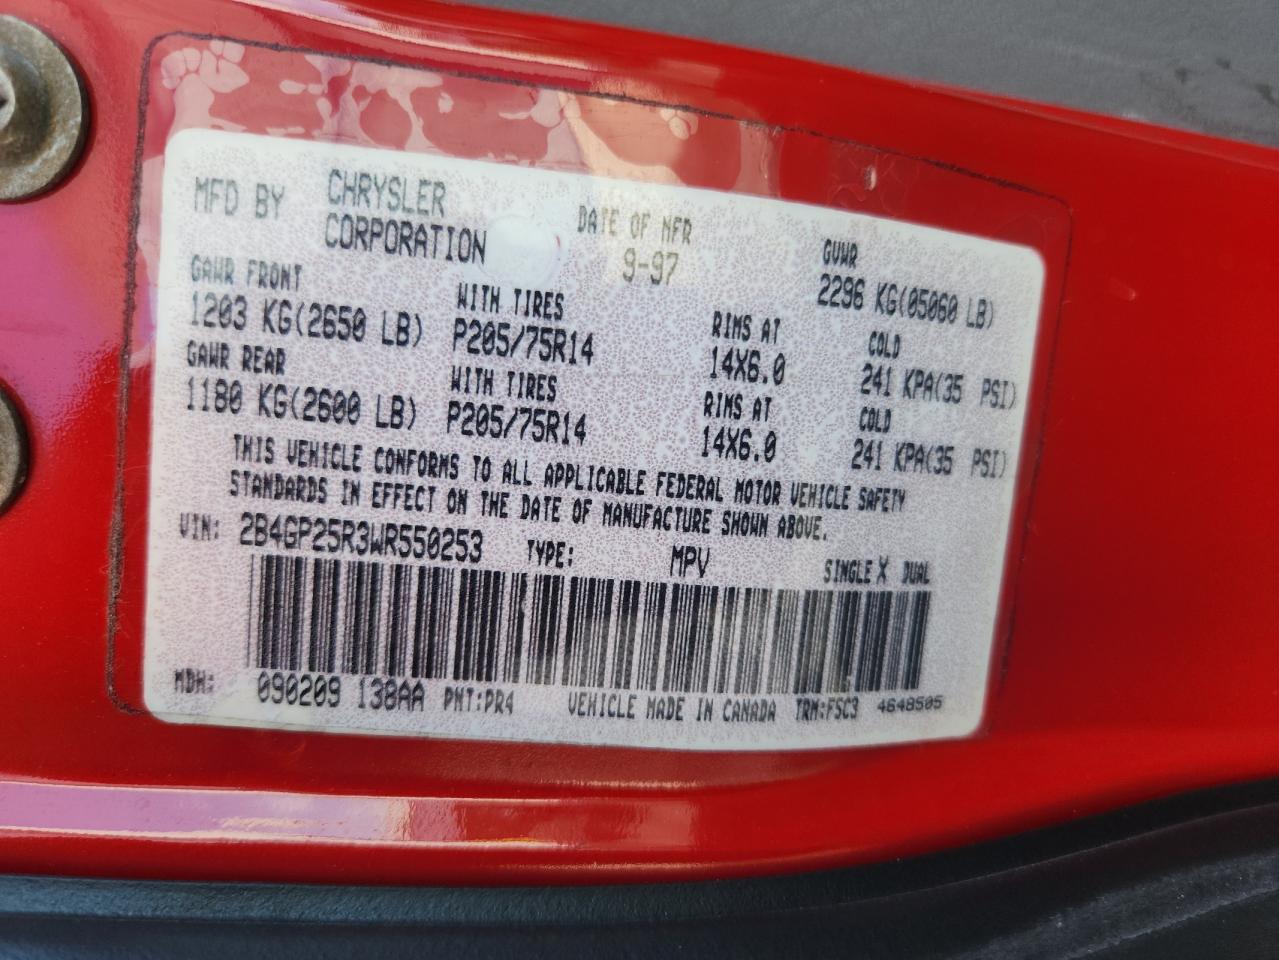 MFD BY CHRYSLER CORPORATION DATE OF MFR 9-97 GVWR 2296 KG(05060 LB)
GAWR FRONT WITH TIRES RIMS AT COLD
1203 KG(2650 LB) P205/75R14 14X6.0 241 KPA(35 PSI)
GAWR REAR WITH TIRES RIMS AT COLD
1180 KG(2600 LB) P205/75R14 14X6.0 241 KPA(35 PSI)
THIS VEHICLE CONFORMS TO ALL APPLICABLE FEDERAL MOTOR VEHICLE SAFETY
STANDARDS IN EFFECT ON THE DATE OF MANUFACTURE SHOWN ABOVE.
VIN: 2B4GP25R3WR550253 TYPE: MPV SINGLE X DUAL
MDH: 090209 138AA PNT:PR4 VEHICLE MADE IN CANADA TRM:FSC3 4648505